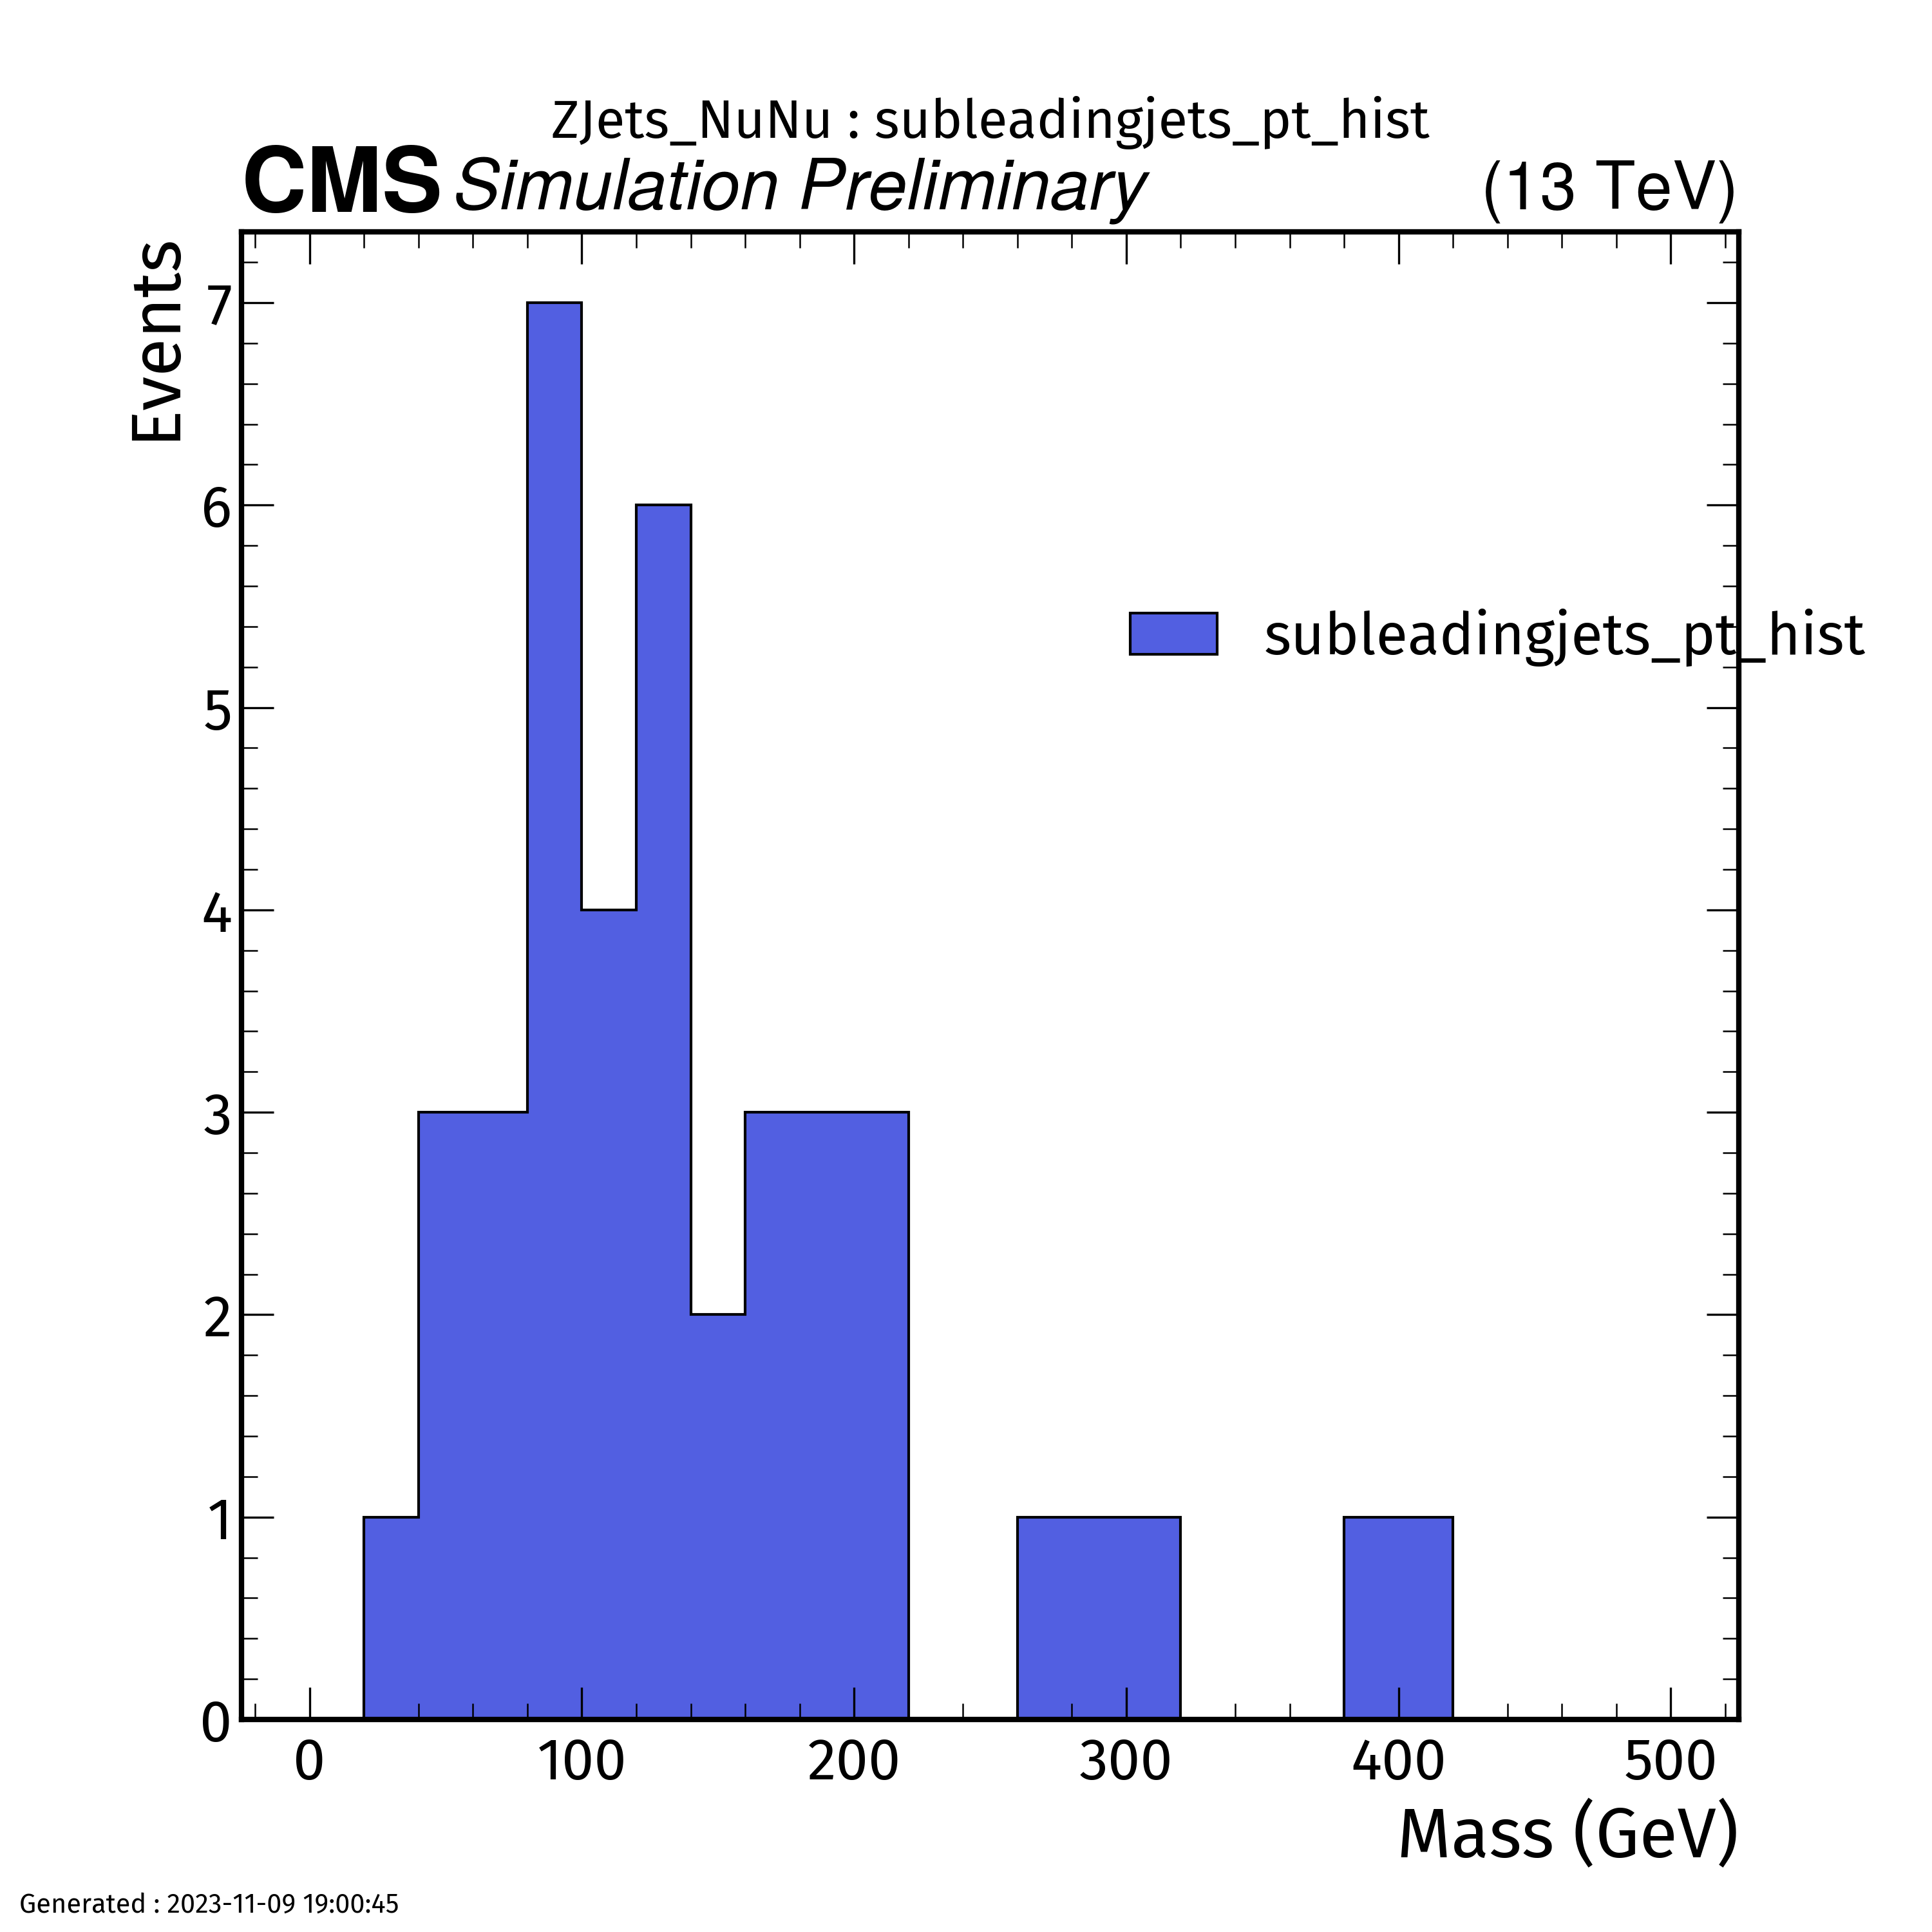 ZJets_NuNu : subleadingjets_pt_hist
CMS Simulation Preliminary (13 TeV)
Events
7
6
subleadingjets_pt_hist
5
4
3
2
1
0
0 100 200 300 400 500
Mass (GeV)
Generated : 2023-11-09 19:00:45